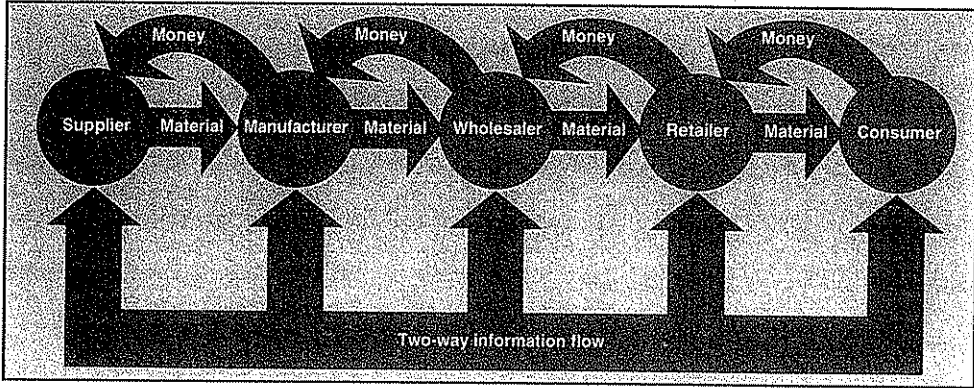 Money Money Money Money
Supplier Material Manufacturer Material Wholesaler Material Retailer Material Consumer
Two-way information flow